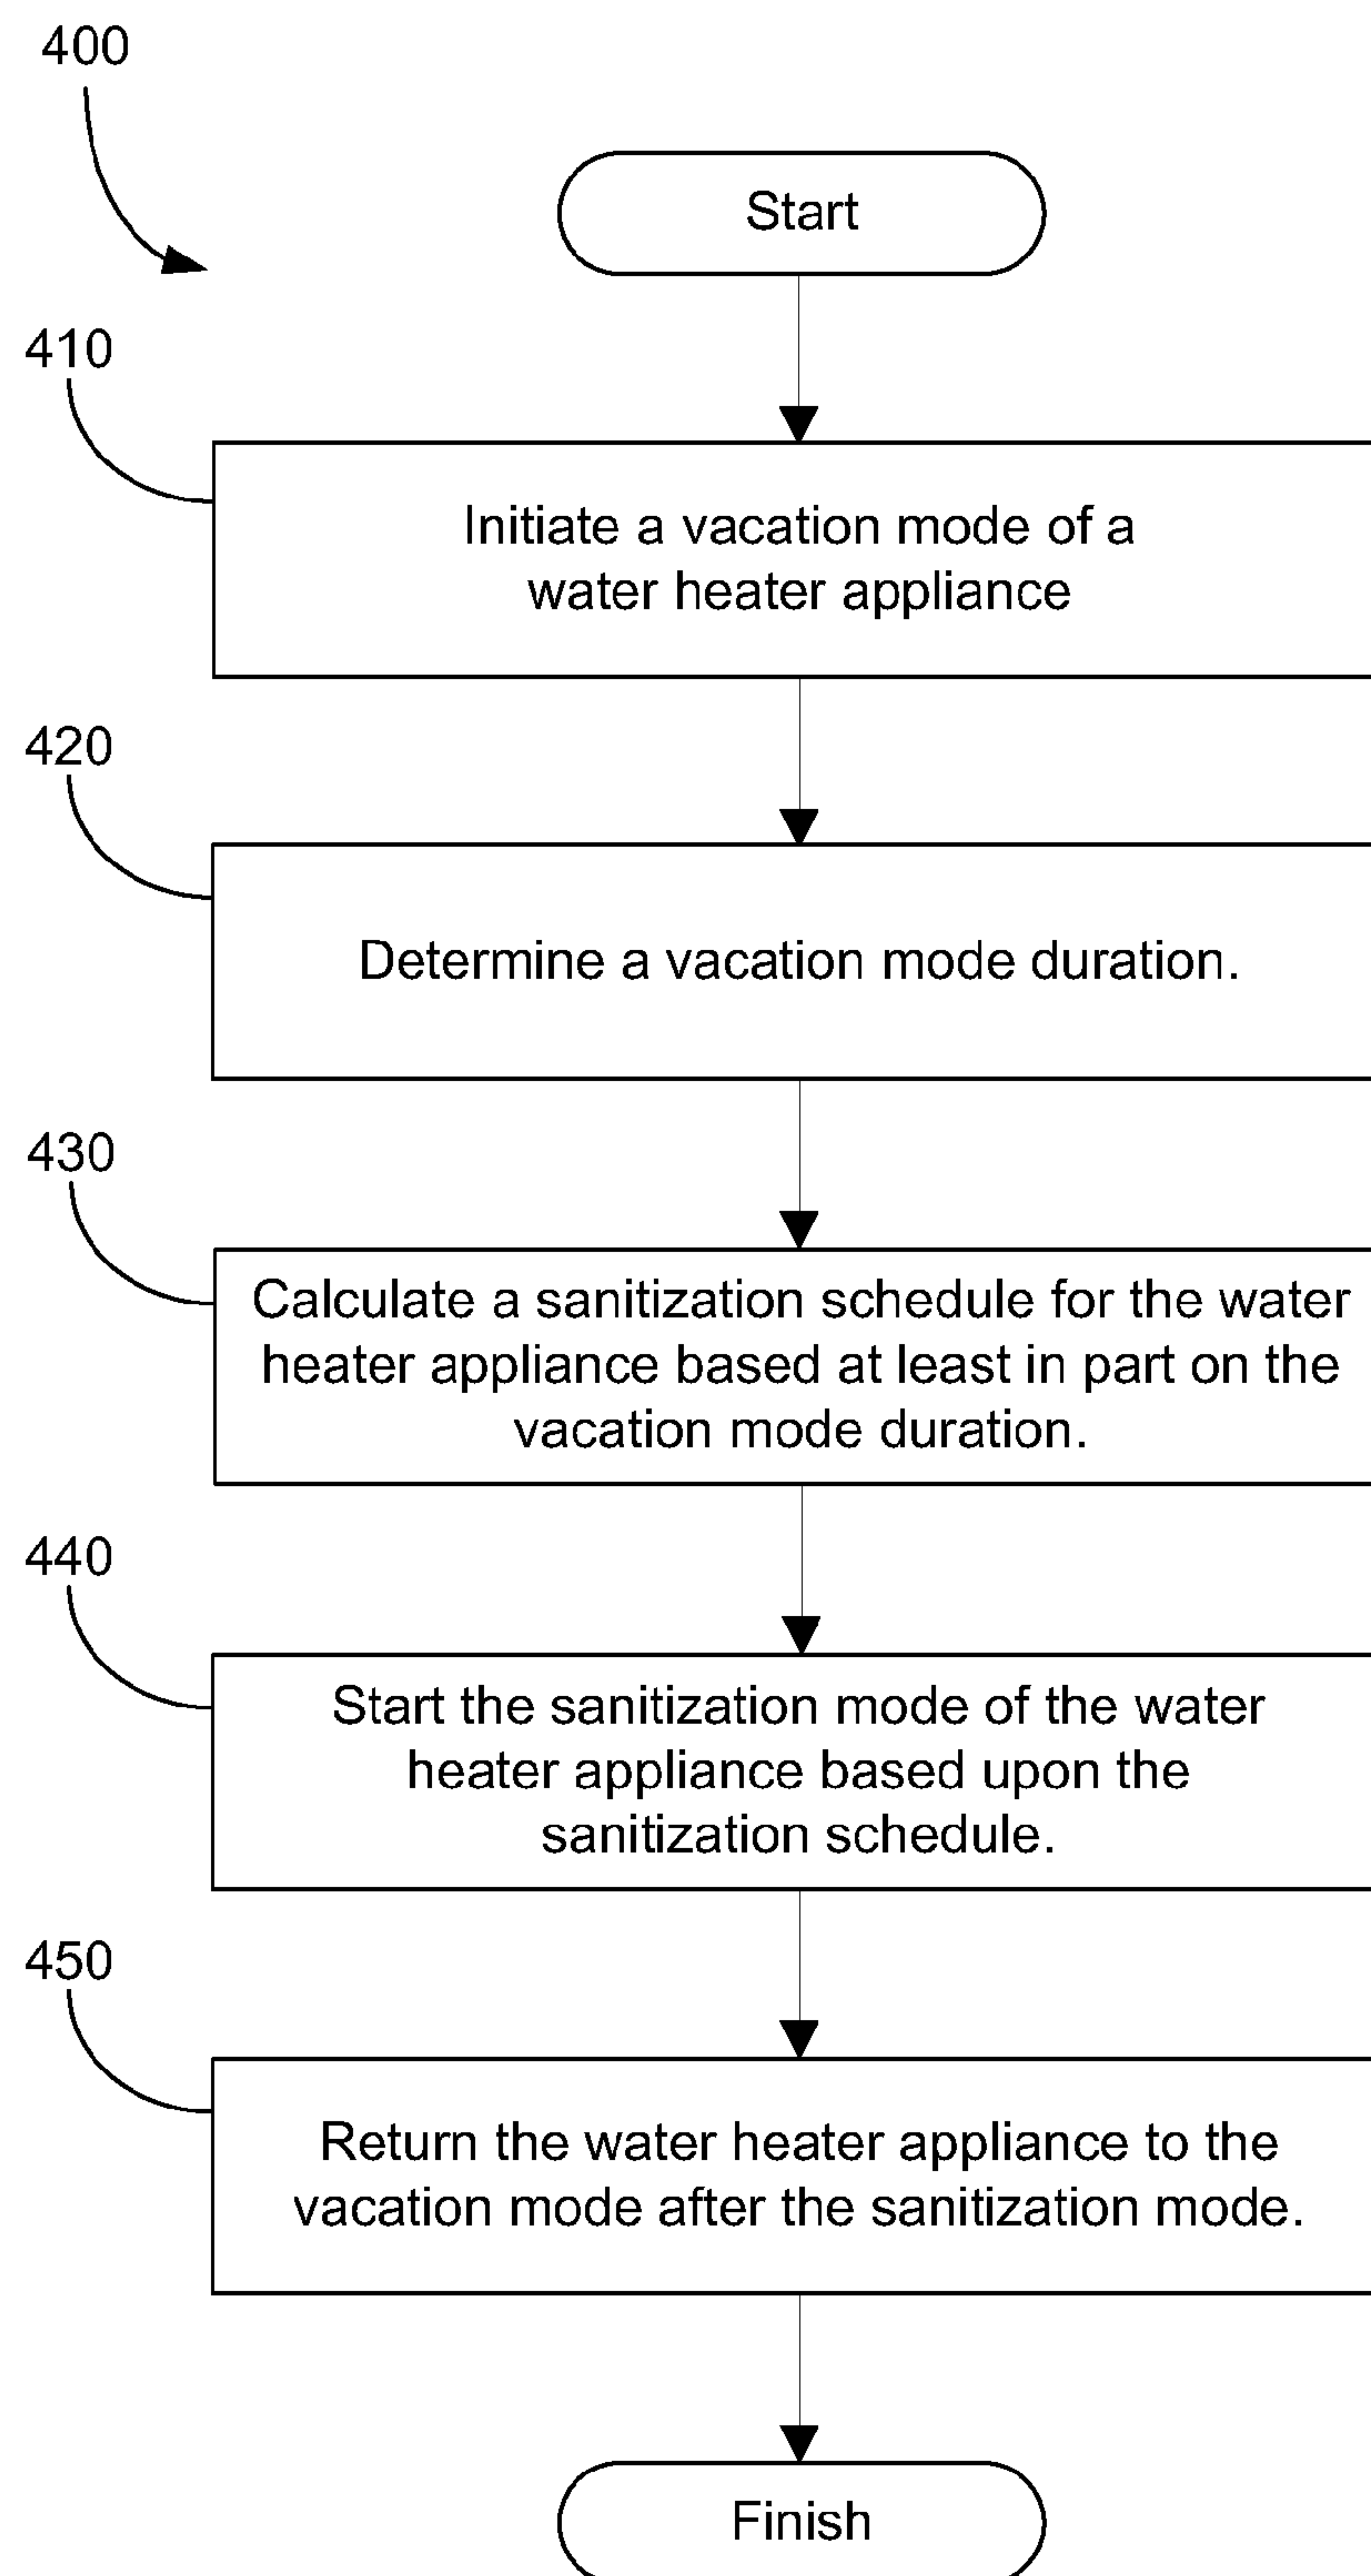 400
Start
410
Initiate a vacation mode of a
water heater appliance
420
Determine a vacation mode duration.
430
Calculate a sanitization schedule for the water
heater appliance based at least in part on the
vacation mode duration.
440
Start the sanitization mode of the water
heater appliance based upon the
sanitization schedule.
450
Return the water heater appliance to the
vacation mode after the sanitization mode.
Finish